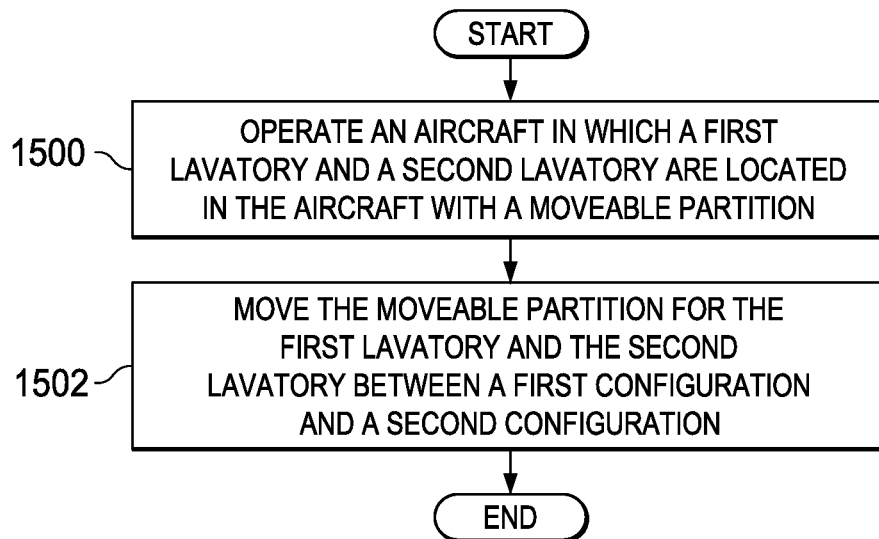 START
1500
OPERATE AN AIRCRAFT IN WHICH A FIRST
LAVATORY AND A SECOND LAVATORY ARE LOCATED
IN THE AIRCRAFT WITH A MOVEABLE PARTITION
1502
MOVE THE MOVEABLE PARTITION FOR THE
FIRST LAVATORY AND THE SECOND
LAVATORY BETWEEN A FIRST CONFIGURATION
AND A SECOND CONFIGURATION
END